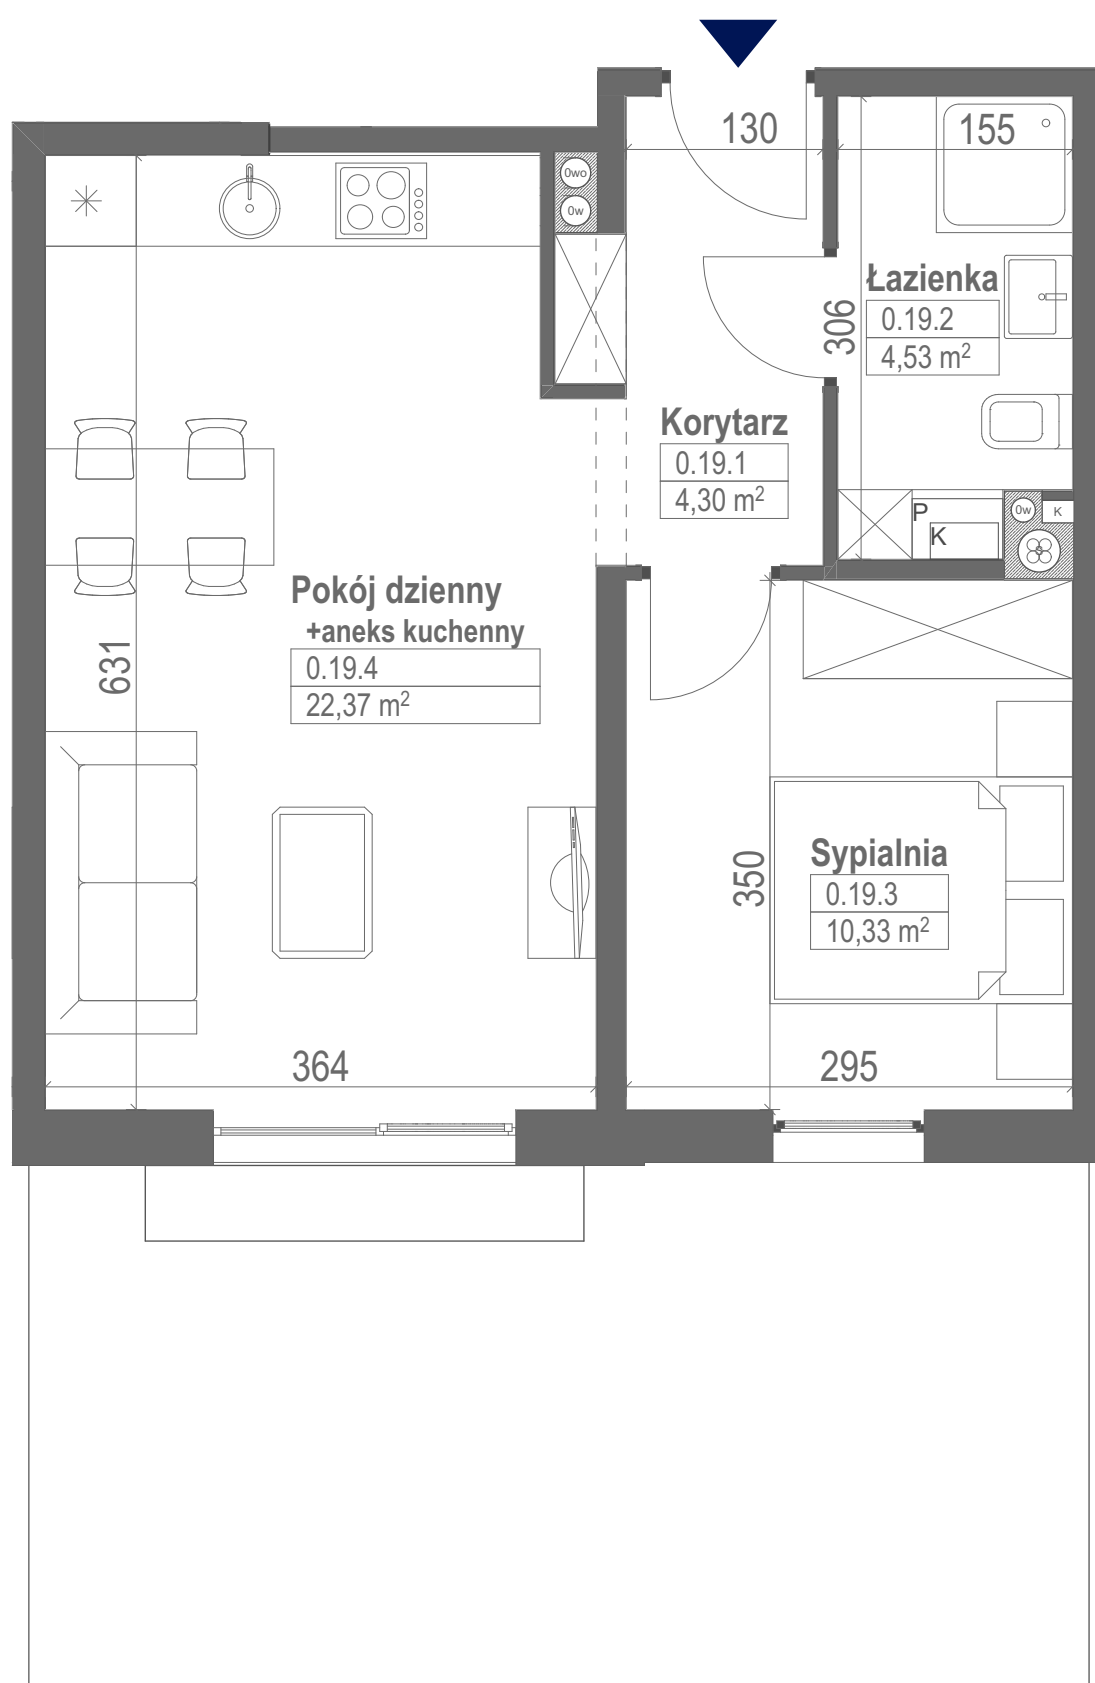 130
155
0wo
0w
Łazienka
0.19.2
4,53 m²
306
Korytarz
0.19.1
4,30 m²
P
K
0w
K
Pokój dzienny
+aneks kuchenny
0.19.4
22,37 m²
631
Sypialnia
0.19.3
10,33 m²
350
364
295